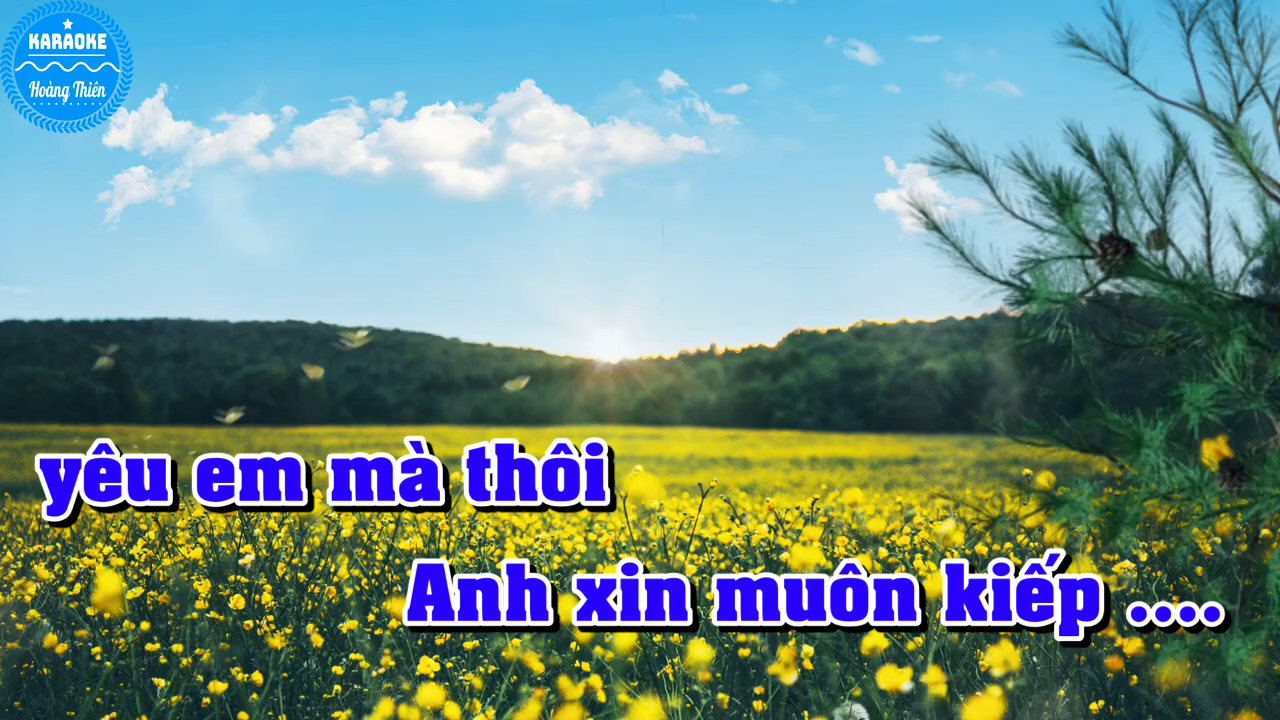 KARAOKE
Hoàng Thiên
yêu em mà thôi
Anh xin muôn kiếp ....